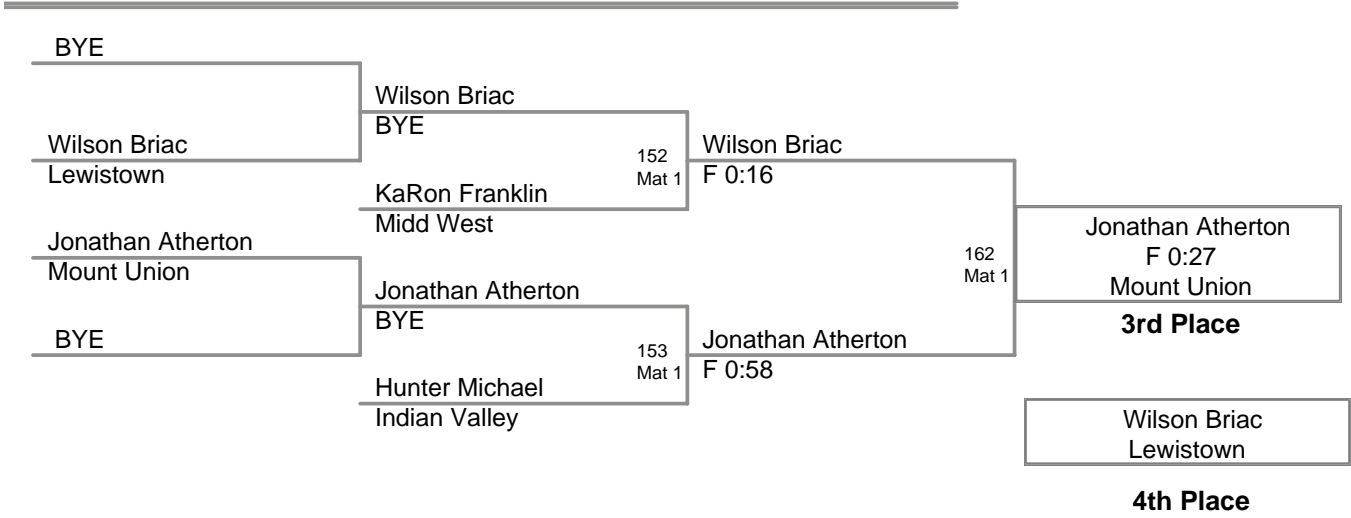 BYE
Wilson Briac
Lewistown
Jonathan Atherton
Mount Union
BYE
Wilson Briac
BYE
KaRon Franklin
Midd West
Jonathan Atherton
BYE
Hunter Michael
Indian Valley
152
Mat 1
153
Mat 1
Wilson Briac
F 0:16
Jonathan Atherton
F 0:58
162
Mat 1
Jonathan Atherton
F 0:27
Mount Union
3rd Place
Wilson Briac
Lewistown
4th Place